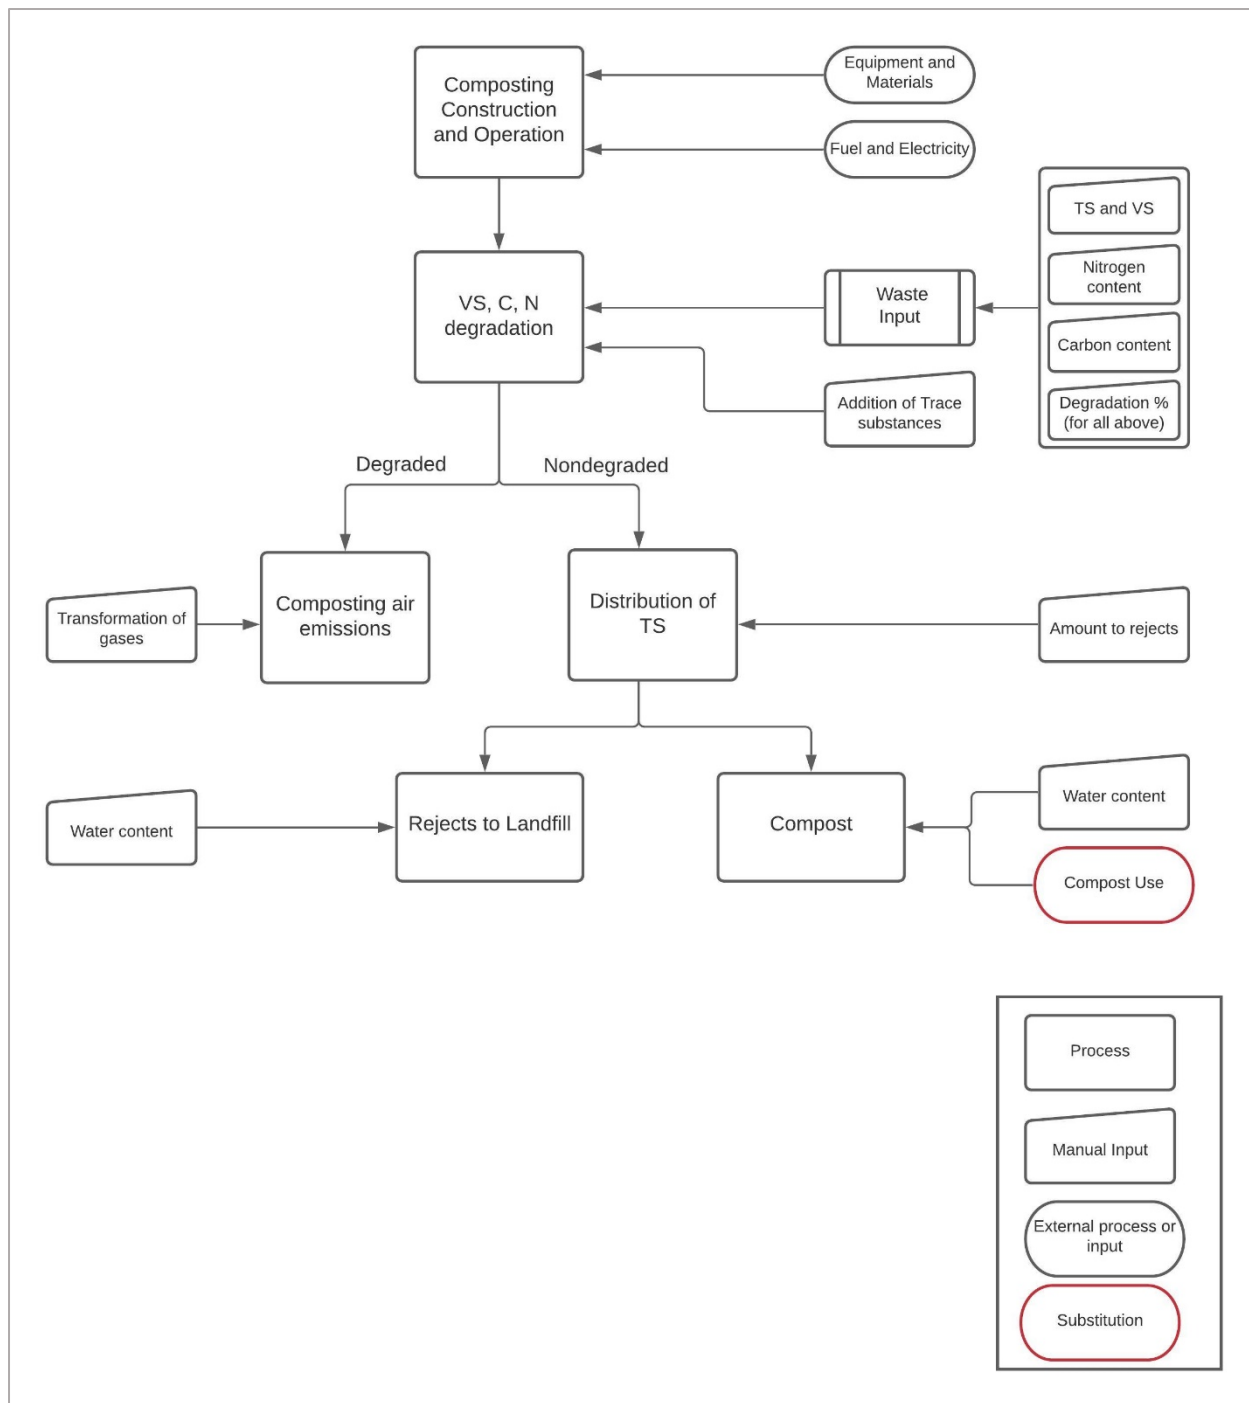 Composting
Construction
and Operation
Equipment and
Materials
Fuel and Electricity
TS and VS
Nitrogen
content
Carbon content
Degradation %
(for all above)
VS, C, N
degradation
Waste
Input
Addition of Trace
substances
Degraded
Nondegraded
Transformation of
gases
Composting air
emissions
Distribution of
TS
Amount to rejects
Water content
Rejects to Landfill
Compost
Water content
Compost Use
Process
Manual Input
External process or
input
Substitution